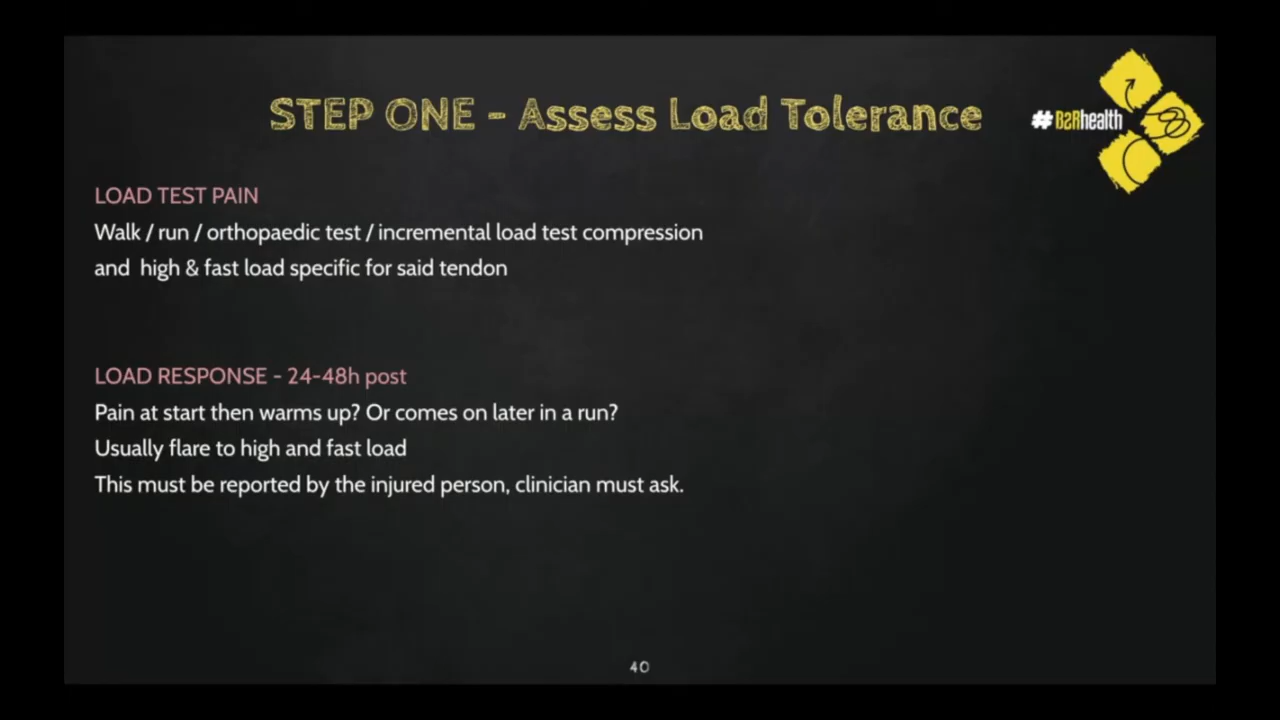 STEP ONE - Assess Load Tolerance
#B2Rhealth
LOAD TEST PAIN
Walk / run / orthopaedic test / incremental load test compression
and high & fast load specific for said tendon
LOAD RESPONSE - 24-48h post
Pain at start then warms up? Or comes on later in a run?
Usually flare to high and fast load
This must be reported by the injured person, clinician must ask.
40